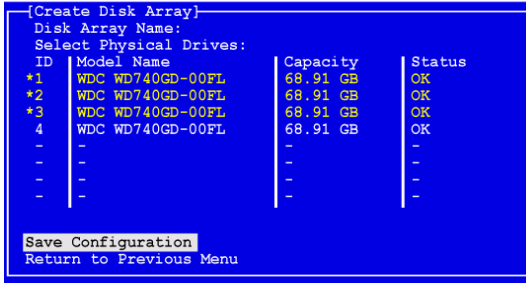 [Create Disk Array]
Disk Array Name:
Select Physical Drives:
ID Model Name Capacity Status
*1 WDC WD740GD-00FL 68.91 GB OK
*2 WDC WD740GD-00FL 68.91 GB OK
*3 WDC WD740GD-00FL 68.91 GB OK
4 WDC WD740GD-00FL 68.91 GB OK
- - - -
- - - -
- - - -
- - - -
Save Configuration
Return to Previous Menu